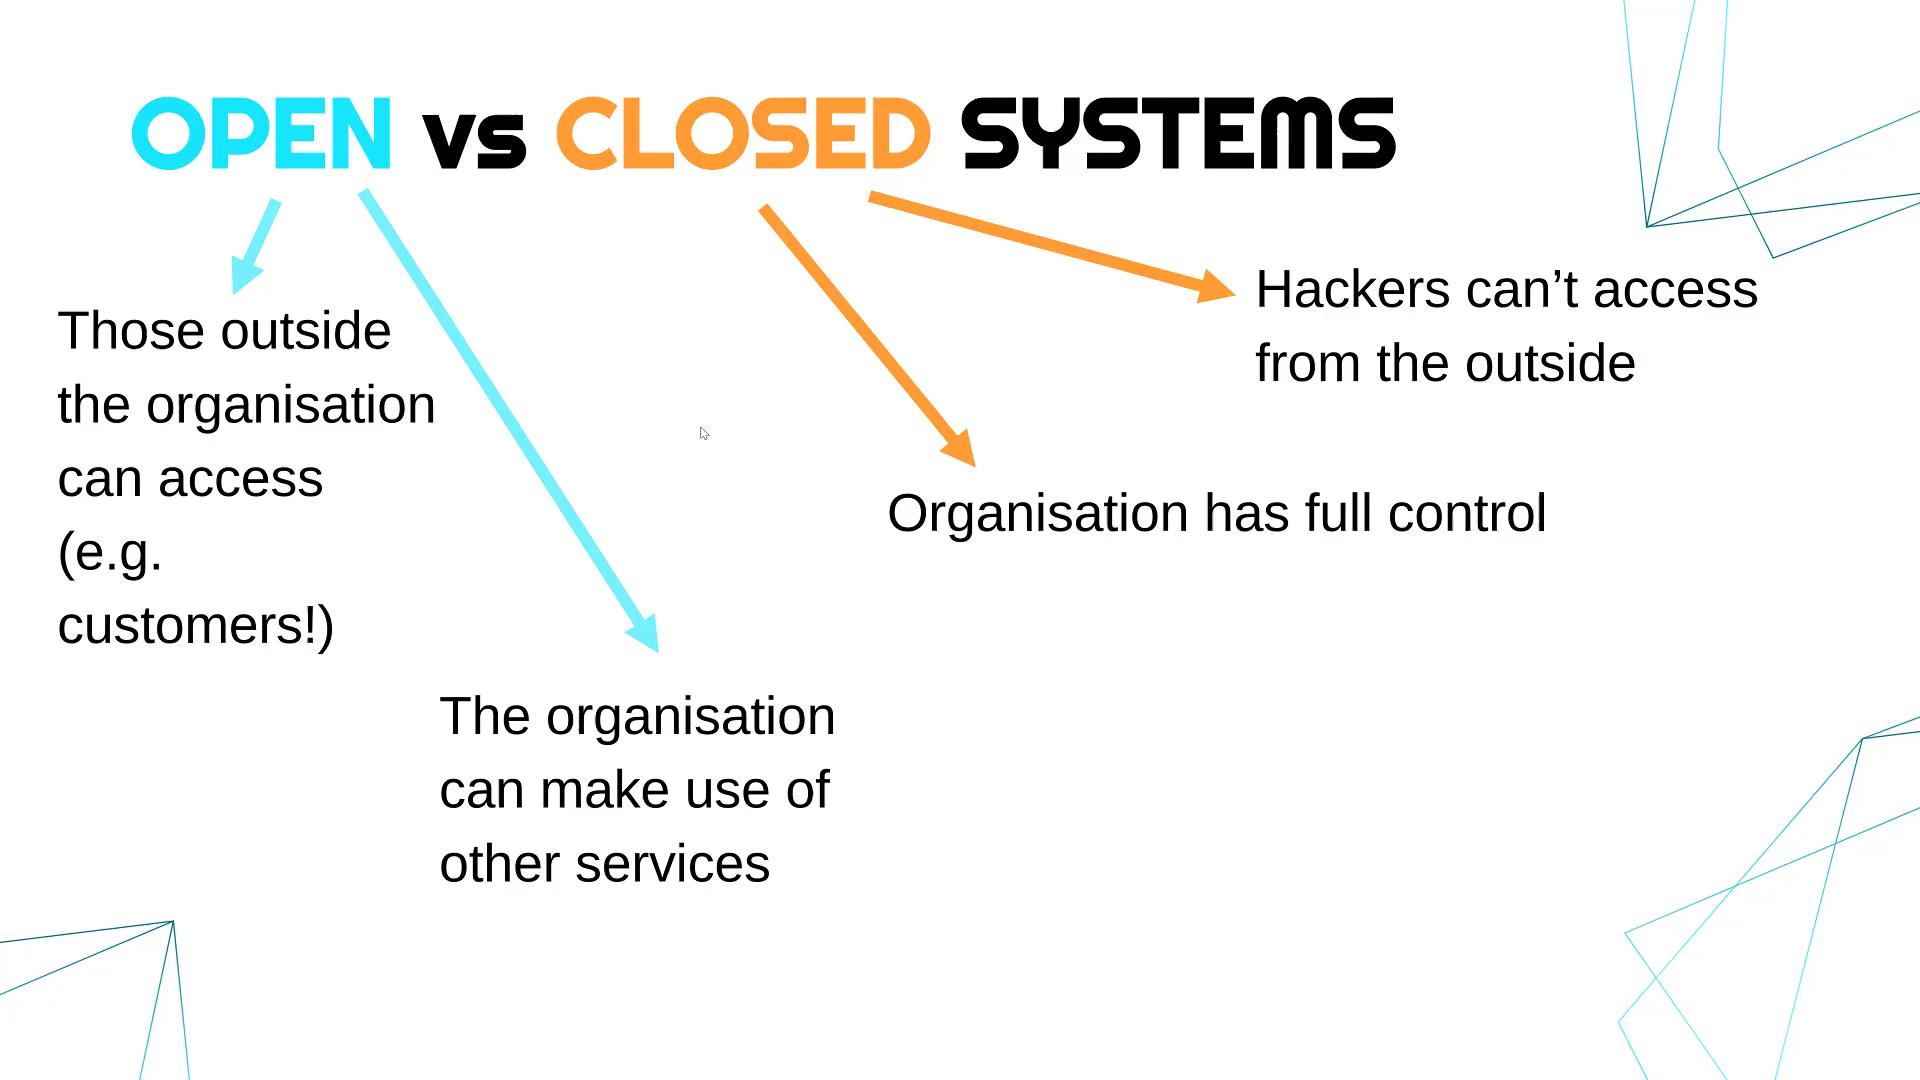 OPEN vs CLOSED SYSTEMS
Those outside
the organisation
can access
(e.g.
customers!)
The organisation
can make use of
other services
Organisation has full control
Hackers can’t access
from the outside